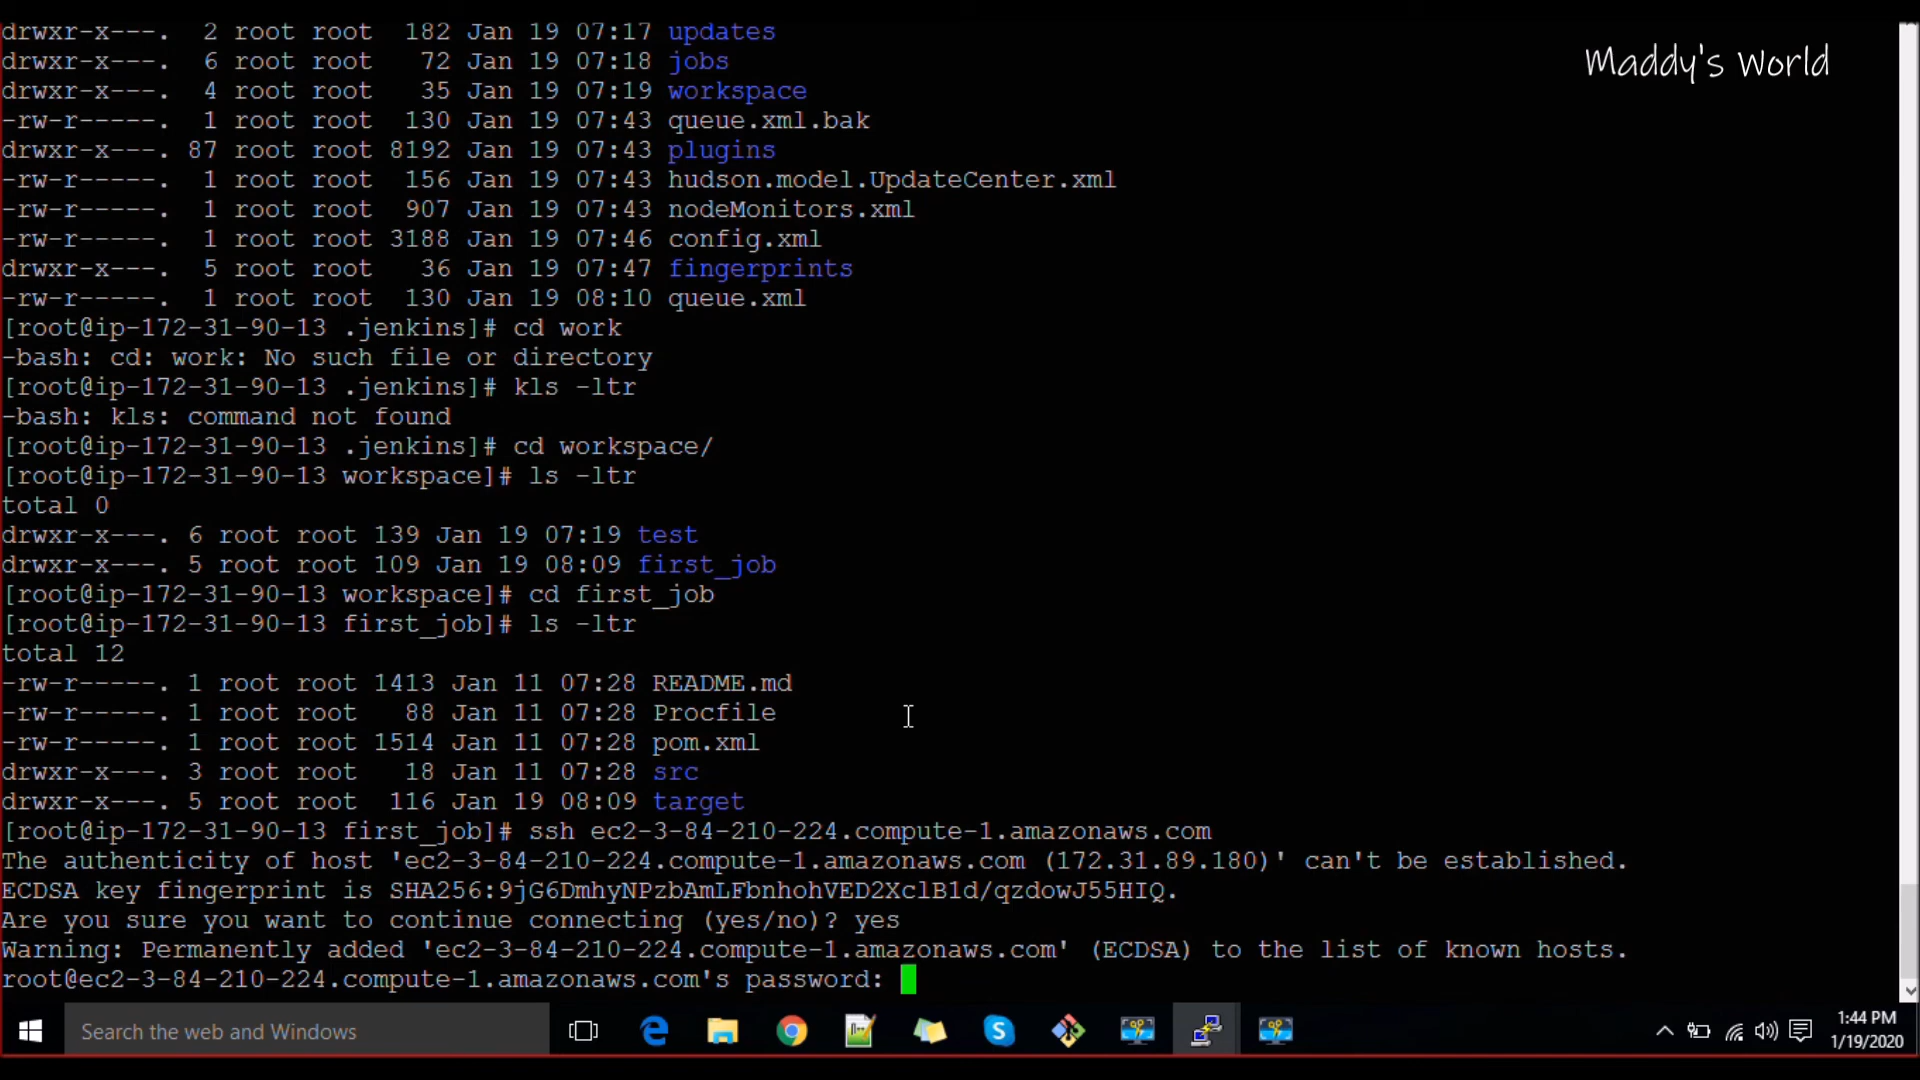 drwxr-x---. 2 root root 182 Jan 19 07:17 updates
Maddy's World
drwxr-x---. 6 root root 72 Jan 19 07:18 jobs
drwxr-x---. 4 root root 35 Jan 19 07:19 workspace
-rw-r-----. 1 root root 130 Jan 19 07:43 queue.xml.bak
drwxr-x---. 87 root root 8192 Jan 19 07:43 plugins
-rw-r-----. 1 root root 156 Jan 19 07:43 hudson.model.UpdateCenter.xml
-rw-r-----. 1 root root 907 Jan 19 07:43 nodeMonitors.xml
-rw-r-----. 1 root root 3188 Jan 19 07:46 config.xml
drwxr-x---. 5 root root 36 Jan 19 07:47 fingerprints
-rw-r-----. 1 root root 130 Jan 19 08:10 queue.xml
[root@ip-172-31-90-13 .jenkins]# cd work
-bash: cd: work: No such file or directory
[root@ip-172-31-90-13 .jenkins]# kls -ltr
-bash: kls: command not found
[root@ip-172-31-90-13 .jenkins]# cd workspace/
[root@ip-172-31-90-13 workspace]# ls -ltr
total 0
drwxr-x---. 6 root root 139 Jan 19 07:19 test
drwxr-x---. 5 root root 109 Jan 19 08:09 first_job
[root@ip-172-31-90-13 workspace]# cd first_job
[root@ip-172-31-90-13 first_job]# ls -ltr
total 12
-rw-r-----. 1 root root 1413 Jan 11 07:28 README.md
-rw-r-----. 1 root root 88 Jan 11 07:28 Procfile
-rw-r-----. 1 root root 1514 Jan 11 07:28 pom.xml
drwxr-x---. 3 root root 18 Jan 11 07:28 src
drwxr-x---. 5 root root 116 Jan 19 08:09 target
[root@ip-172-31-90-13 first_job]# ssh ec2-3-84-210-224.compute-1.amazonaws.com
The authenticity of host 'ec2-3-84-210-224.compute-1.amazonaws.com (172.31.89.180)' can't be established.
ECDSA key fingerprint is SHA256:9jG6DmhyNPzbAmLFbnhohVED2XclB1d/qzdowJ55HIQ.
Are you sure you want to continue connecting (yes/no)? yes
Warning: Permanently added 'ec2-3-84-210-224.compute-1.amazonaws.com' (ECDSA) to the list of known hosts.
root@ec2-3-84-210-224.compute-1.amazonaws.com's password:
Search the web and Windows
1:44 PM
1/19/2020